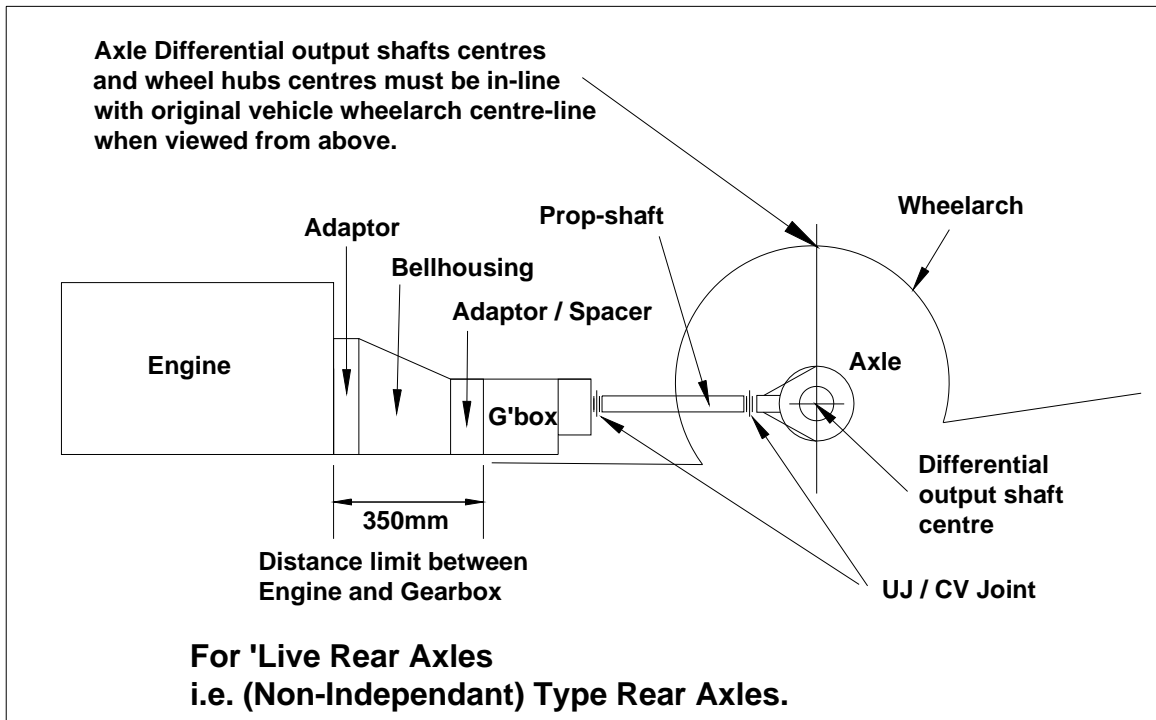 Axle Differential output shafts centres
and wheel hubs centres must be in-line
with original vehicle wheelarch centre-line
when viewed from above.
Prop-shaft
Wheelarch
Adaptor
Bellhousing
Adaptor / Spacer
Engine
Axle
G'box
350mm
Distance limit between
Engine and Gearbox
Differential
output shaft
centre
UJ / CV Joint
For 'Live Rear Axles
i.e. (Non-Independant) Type Rear Axles.